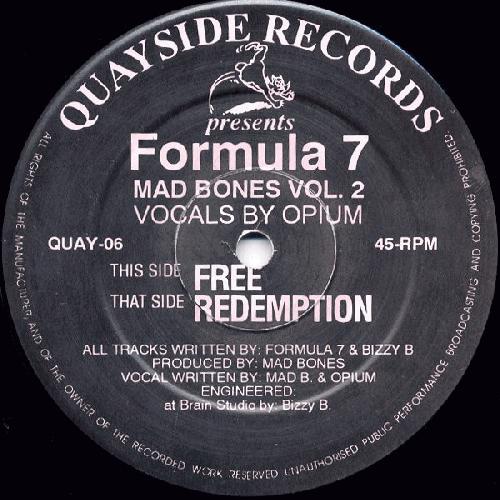 QUAYSIDE RECORDS
presents
Formula 7
MAD BONES VOL. 2
VOCALS BY OPIUM
QUAY-06 45-RPM
THIS SIDE FREE
THAT SIDE REDEMPTION
ALL TRACKS WRITTEN BY: FORMULA 7 & BIZZY B
PRODUCED BY: MAD BONES
VOCAL WRITTEN BY: MAD B. & OPIUM
ENGINEERED:
at Brain Studio by: Bizzy B.
ALL RIGHTS OF THE MANUFACTURER, AND OF THE OWNER OF THE RECORDED WORK RESERVED UNAUTHORISED PUBLIC PERFORMANCE BROADCASTING AND COPYING PROHIBITED.